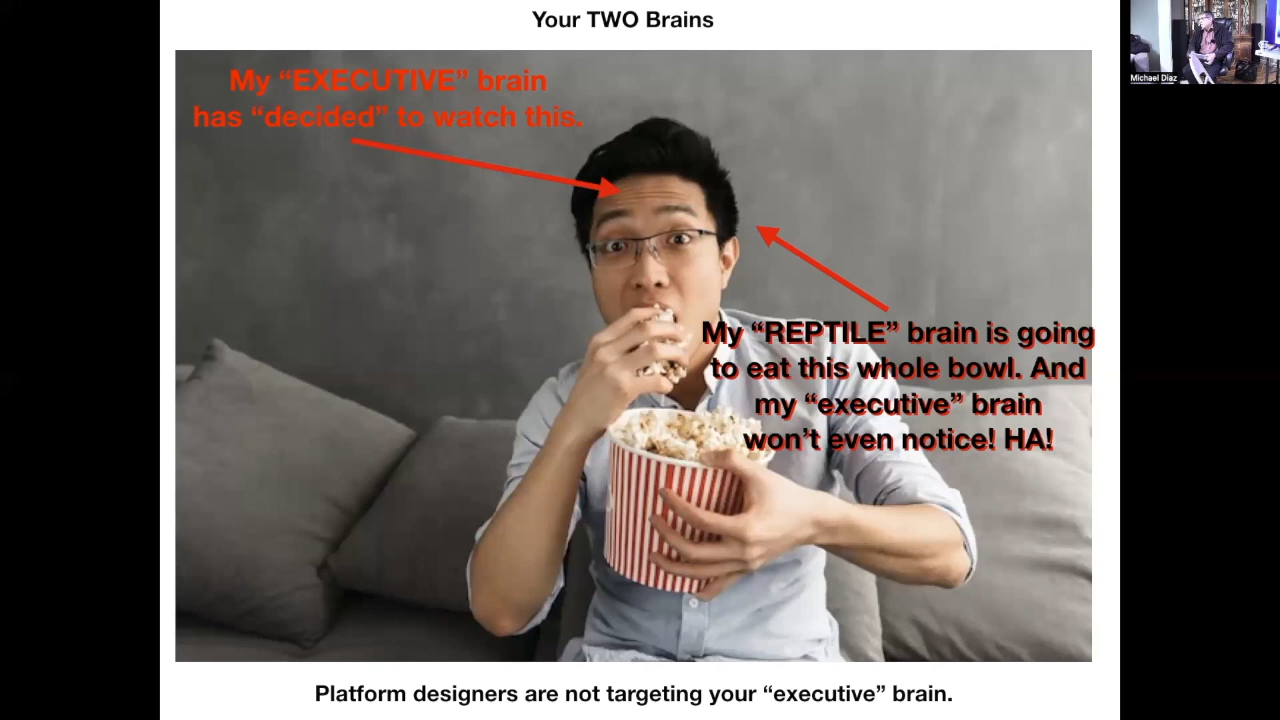 Your TWO Brains
Michael Diaz
My “EXECUTIVE” brain
has “decided” to watch this.
My “REPTILE” brain is going
to eat this whole bowl. And
my “executive” brain
won’t even notice! HA!
Platform designers are not targeting your “executive” brain.